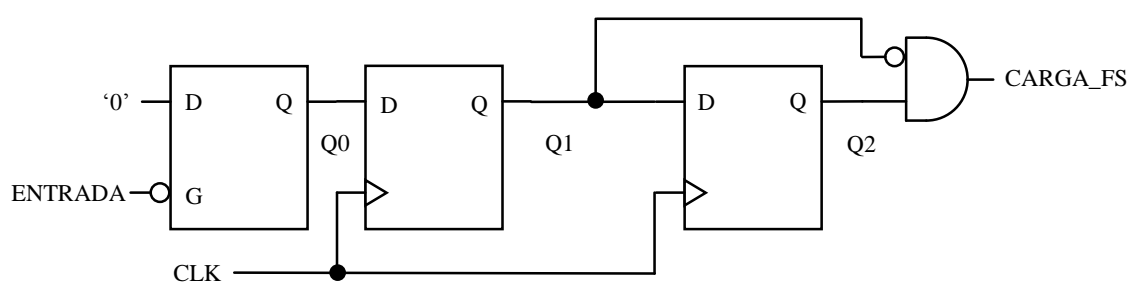 CARGA_FS
‘0’ D Q D Q D Q
Q0 Q1 Q2
ENTRADA G
CLK